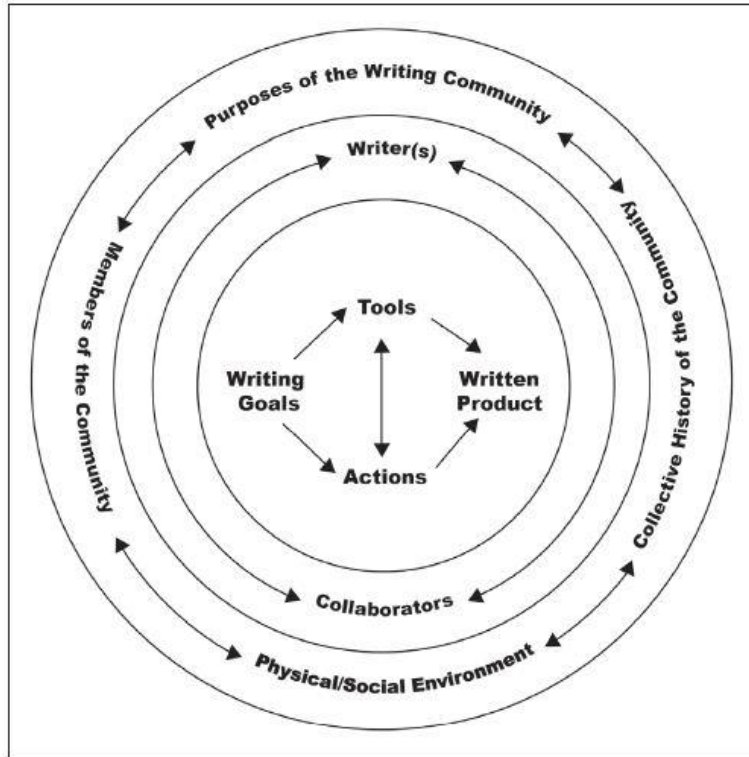 Purposes of the Writing Community
Writer(s)
Members of the Community
Collective History of the Community
Tools
Writing
Goals
Written
Product
Actions
Collaborators
Physical/Social Environment